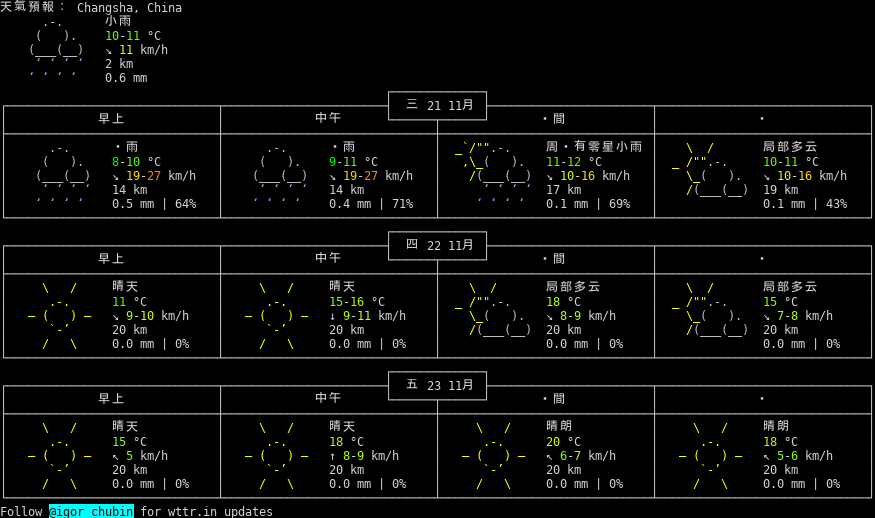 天氣預報： Changsha, China
小雨
10-11 °C
↘ 11 km/h
2 km
0.6 mm
三 21 11月
早上 中午 ・間 ・
・雨 ・雨 周・有零星小雨 局部多云
8-10 °C 9-11 °C 11-12 °C 10-11 °C
↘ 19-27 km/h ↘ 19-27 km/h ↘ 10-16 km/h ↘ 10-16 km/h
14 km 14 km 17 km 19 km
0.5 mm | 64% 0.4 mm | 71% 0.1 mm | 69% 0.1 mm | 43%
四 22 11月
早上 中午 ・間 ・
晴天 晴天 局部多云 局部多云
11 °C 15-16 °C 18 °C 15 °C
↘ 9-10 km/h ↓ 9-11 km/h ↘ 8-9 km/h ↘ 7-8 km/h
20 km 20 km 20 km 20 km
0.0 mm | 0% 0.0 mm | 0% 0.0 mm | 0% 0.0 mm | 0%
五 23 11月
早上 中午 ・間 ・
晴天 晴天 晴朗 晴朗
15 °C 18 °C 20 °C 18 °C
↖ 5 km/h ↑ 8-9 km/h ↖ 6-7 km/h ↖ 5-6 km/h
20 km 20 km 20 km 20 km
0.0 mm | 0% 0.0 mm | 0% 0.0 mm | 0% 0.0 mm | 0%
Follow @igor_chubin for wttr.in updates